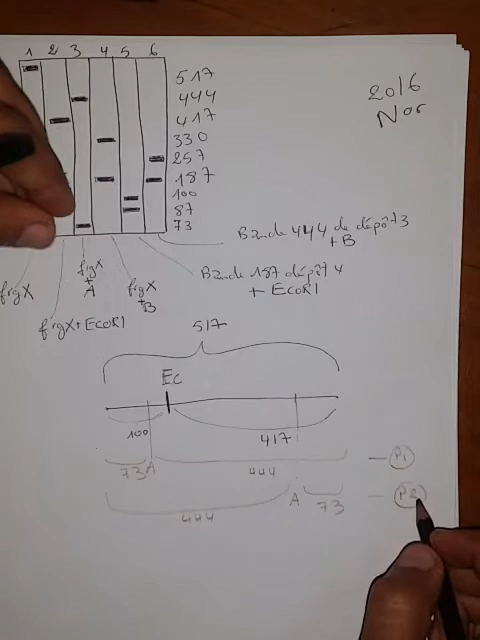 1 2 3 4 5 6
517
444
417
330
257
187
100
87
73
2016
Nor
Bande 444 de dépôt 3
+ B
Bande 187 dépôt 4
+ EcoR1
frgX
frgX + EcoR1
frgX
+
A
frgX
+
B
517
Ec
100
417
73 A 444 P1
444 A 73 P2